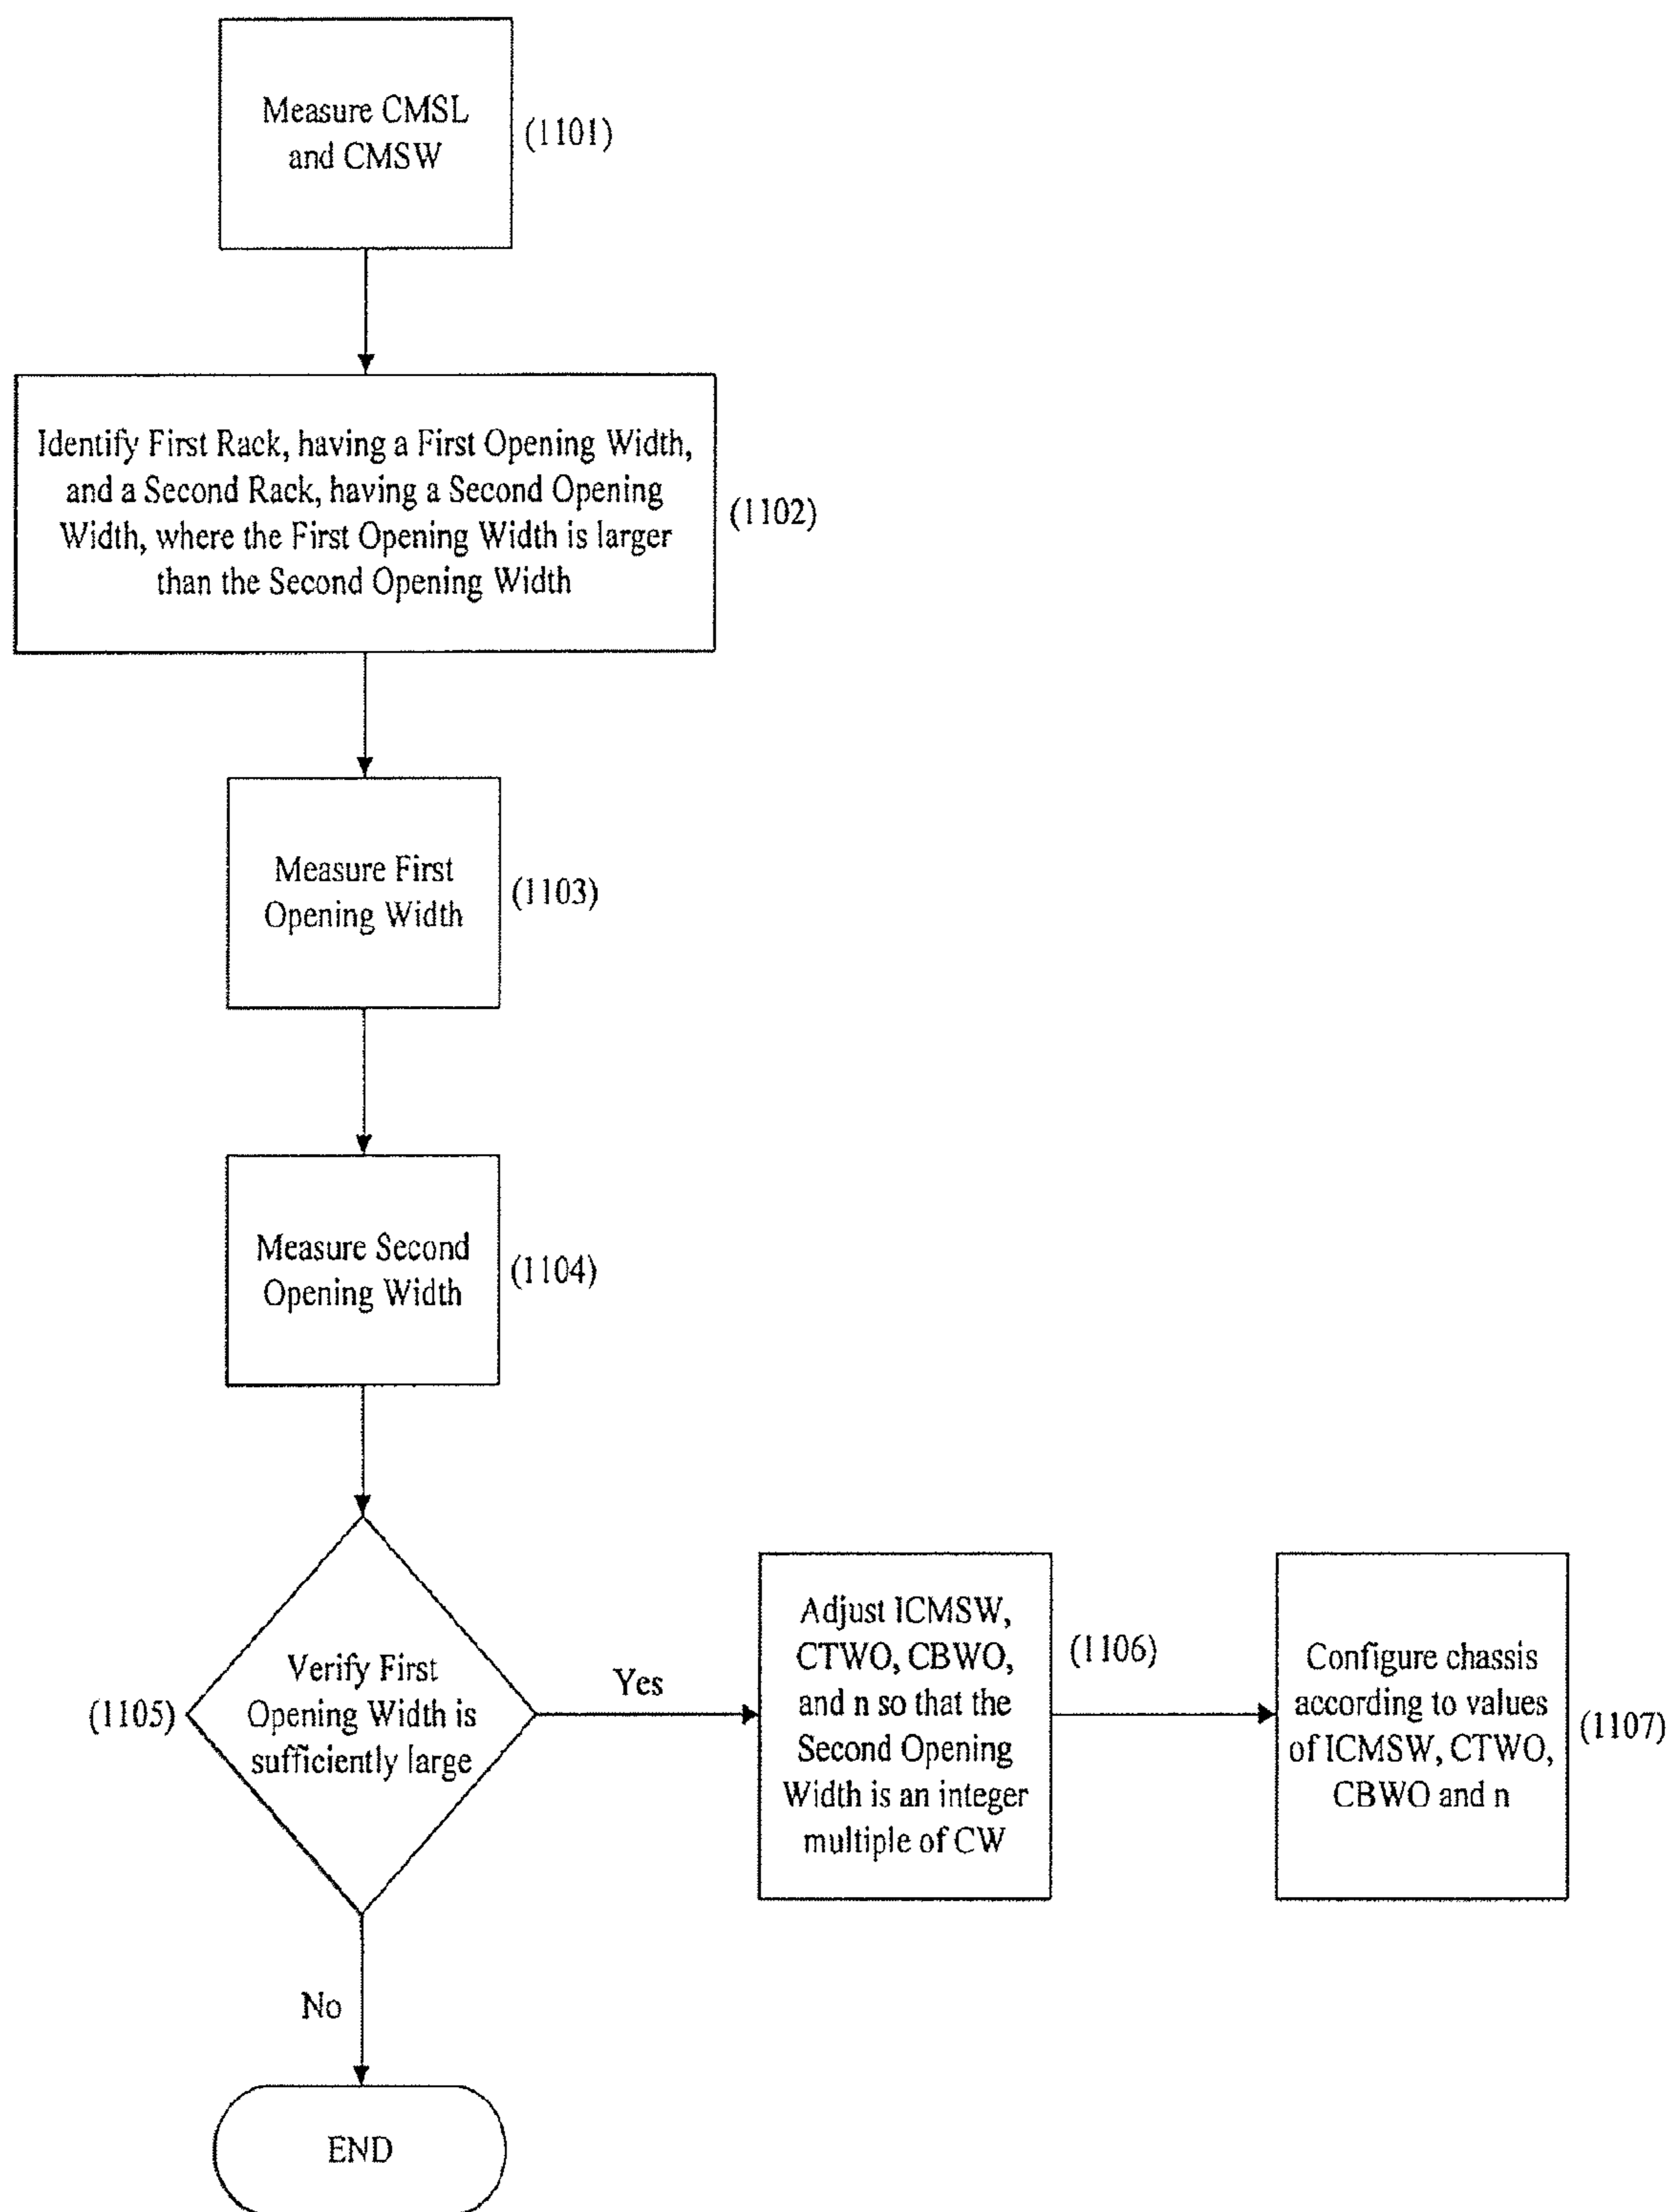 Measure CMSL
and CMSW
(1101)
Identify First Rack, having a First Opening Width,
and a Second Rack, having a Second Opening
Width, where the First Opening Width is larger
than the Second Opening Width
(1102)
Measure First
Opening Width
(1103)
Measure Second
Opening Width
(1104)
Verify First
Opening Width is
sufficiently large
(1105)
Yes
Adjust ICMSW,
CTWO, CBWO,
and n so that the
Second Opening
Width is an integer
multiple of CW
(1106)
Configure chassis
according to values
of ICMSW, CTWO,
CBWO and n
(1107)
No
END